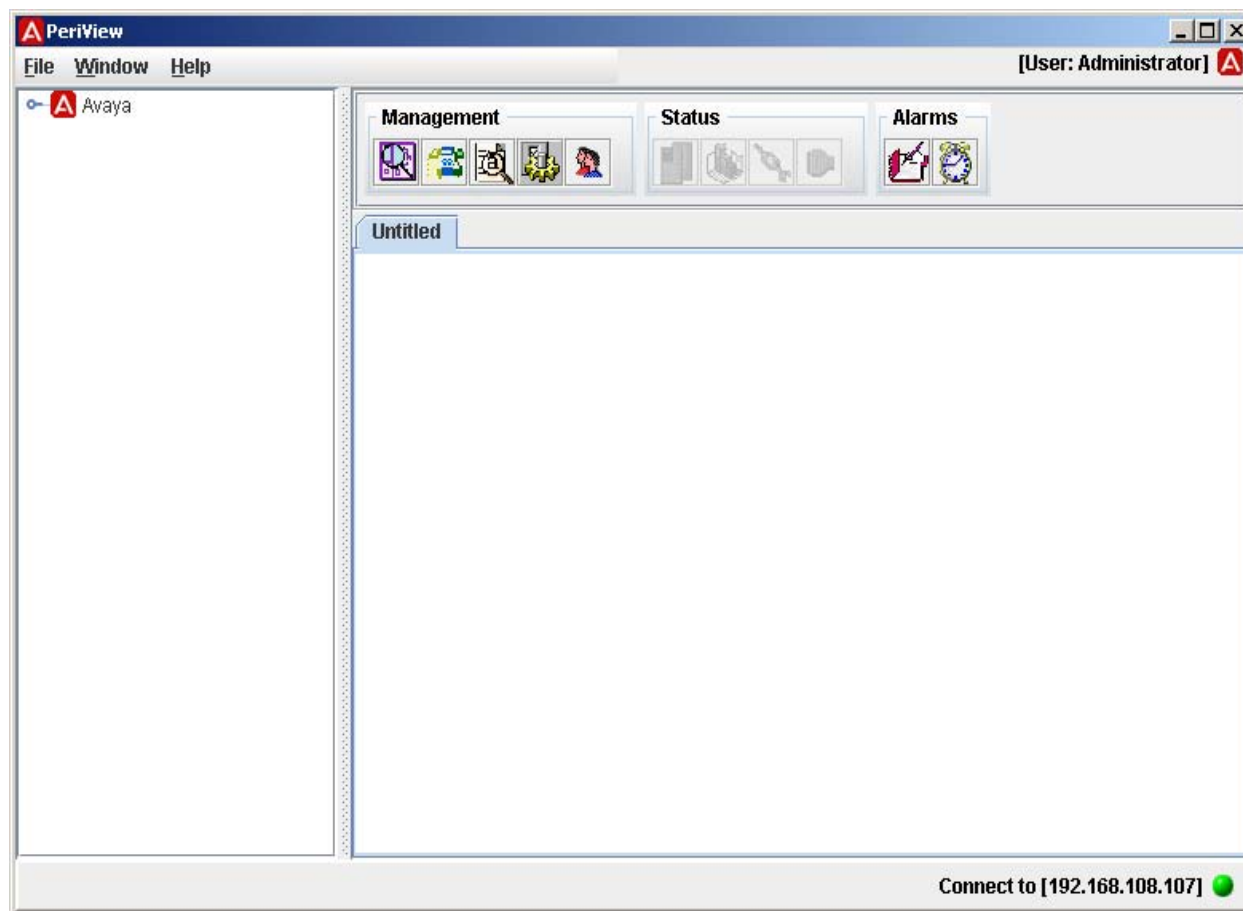 PeriView
File Window Help
[User: Administrator]
Avaya
Management
Status
Alarms
Untitled
Connect to [192.168.108.107]